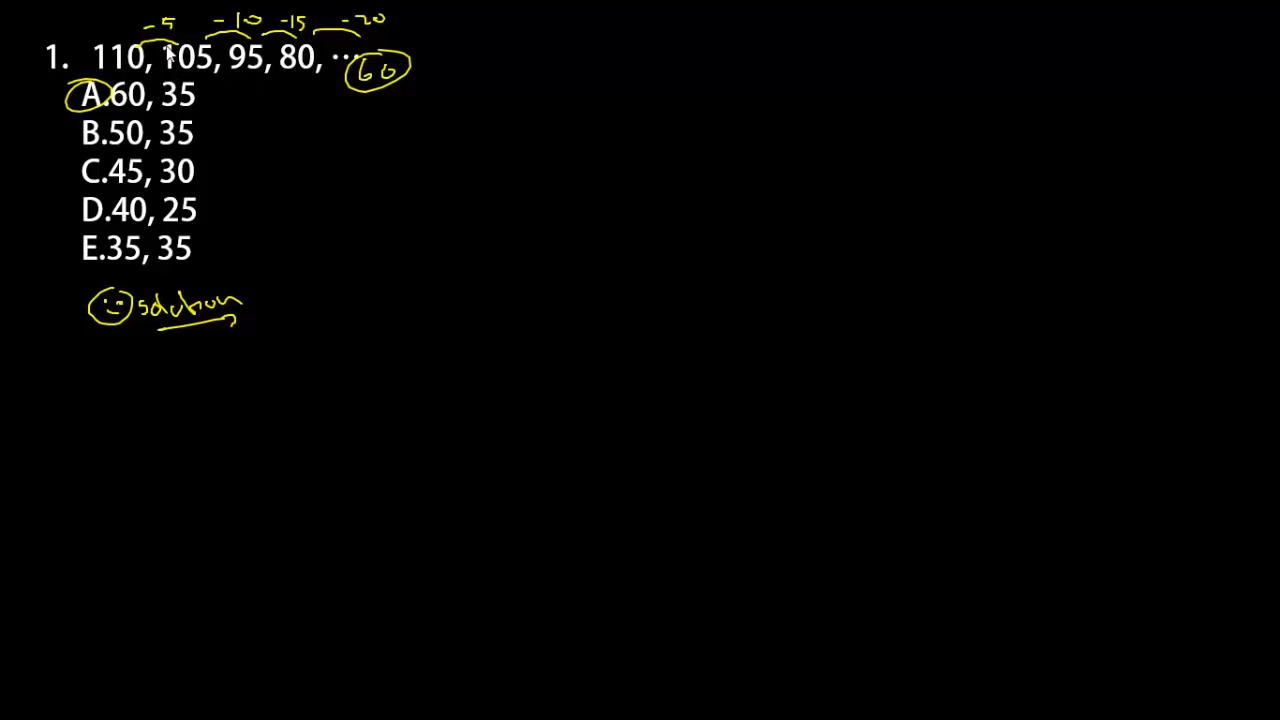 -5 -10 -15 -20
1. 110, 105, 95, 80, ...
60
A.60, 35
B.50, 35
C.45, 30
D.40, 25
E.35, 35
solution